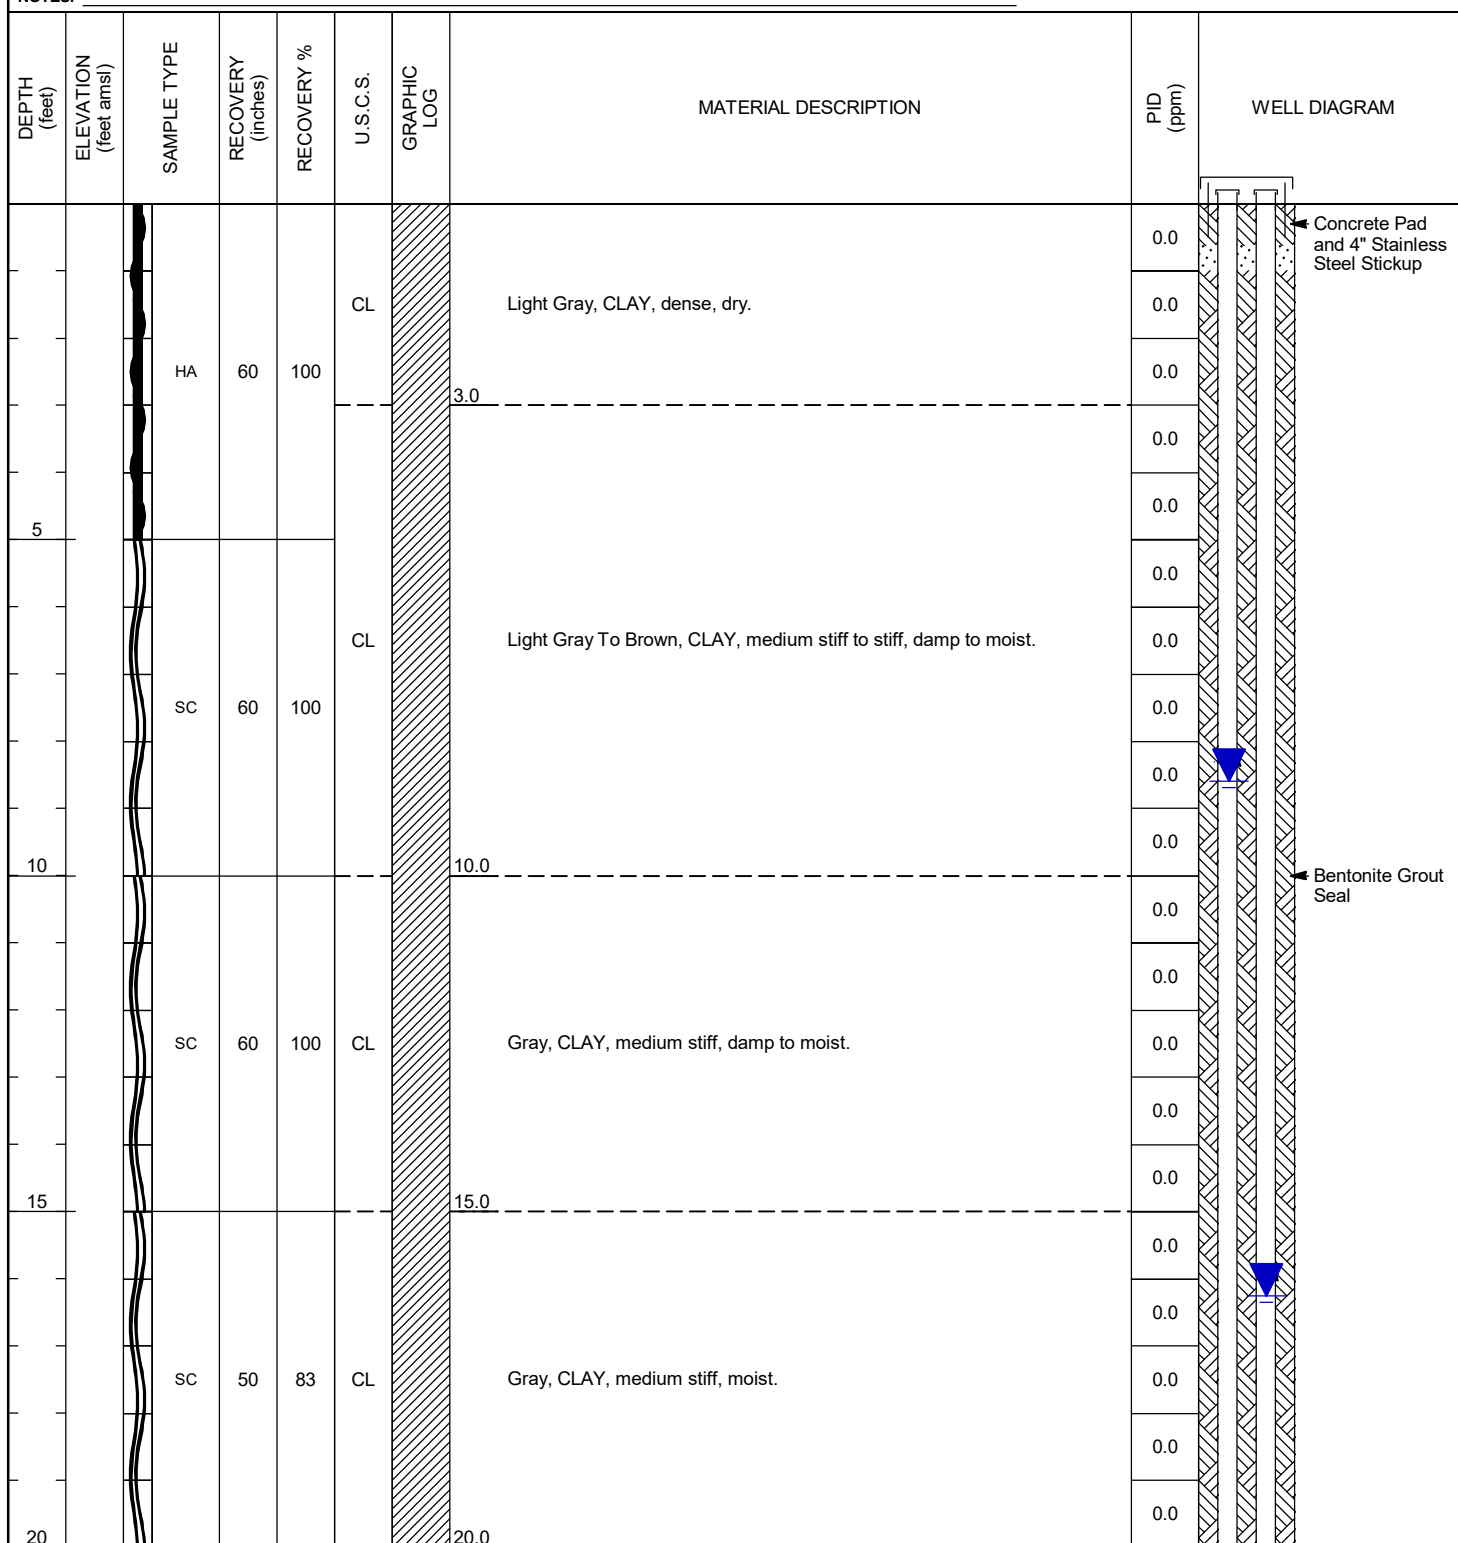 NOTES:
DEPTH
(feet)
ELEVATION
(feet amsl)
SAMPLE TYPE
RECOVERY
(inches)
RECOVERY %
U.S.C.S.
GRAPHIC
LOG
MATERIAL DESCRIPTION
PID
(ppm)
WELL DIAGRAM
0.0
Concrete Pad
and 4" Stainless
Steel Stickup
CL
Light Gray, CLAY, dense, dry.
0.0
HA
60
100
0.0
3.0
0.0
0.0
5
0.0
CL
Light Gray To Brown, CLAY, medium stiff to stiff, damp to moist.
0.0
SC
60
100
0.0
0.0
0.0
10
10.0
Bentonite Grout
Seal
0.0
0.0
SC
60
100
CL
Gray, CLAY, medium stiff, damp to moist.
0.0
0.0
0.0
15
15.0
0.0
0.0
SC
50
83
CL
Gray, CLAY, medium stiff, moist.
0.0
0.0
0.0
20
20.0